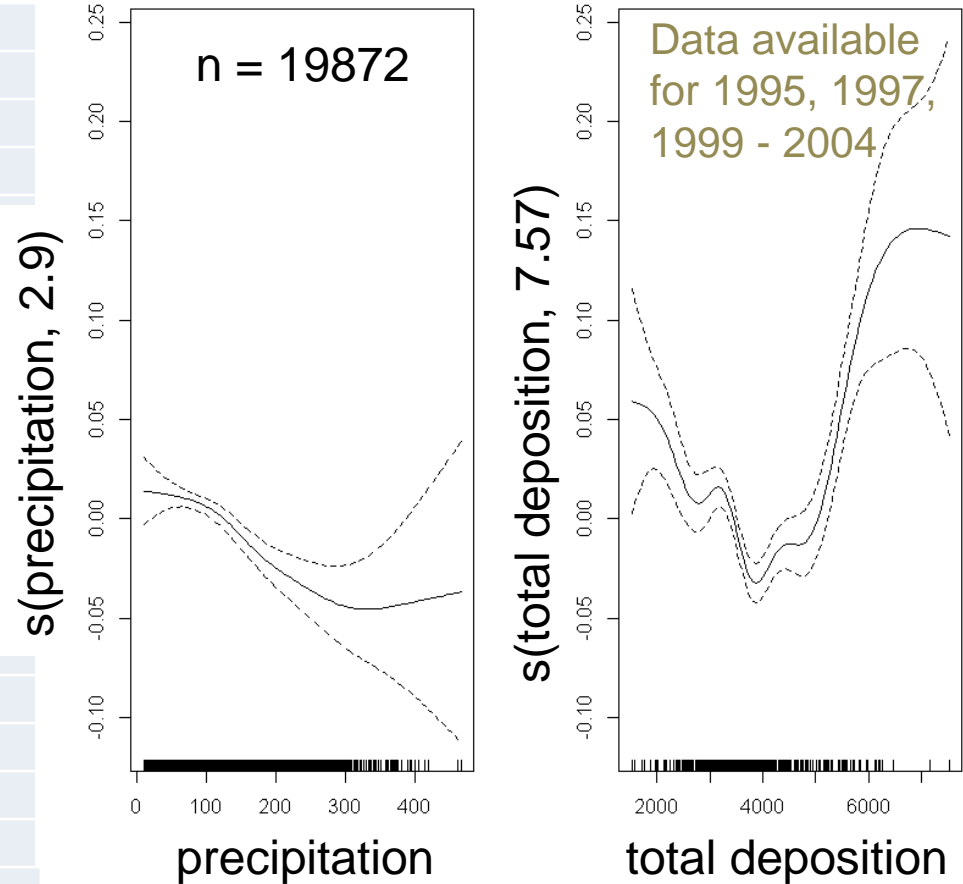 n = 19872
s(precipitation, 2.9)
0.25
0.20
0.15
0.10
0.05
0.00
-0.05
-0.10
0 100 200 300 400
precipitation
Data available
for 1995, 1997,
1999 - 2004
s(total deposition, 7.57)
0.25
0.20
0.15
0.10
0.05
0.00
-0.05
-0.10
2000 4000 6000
total deposition